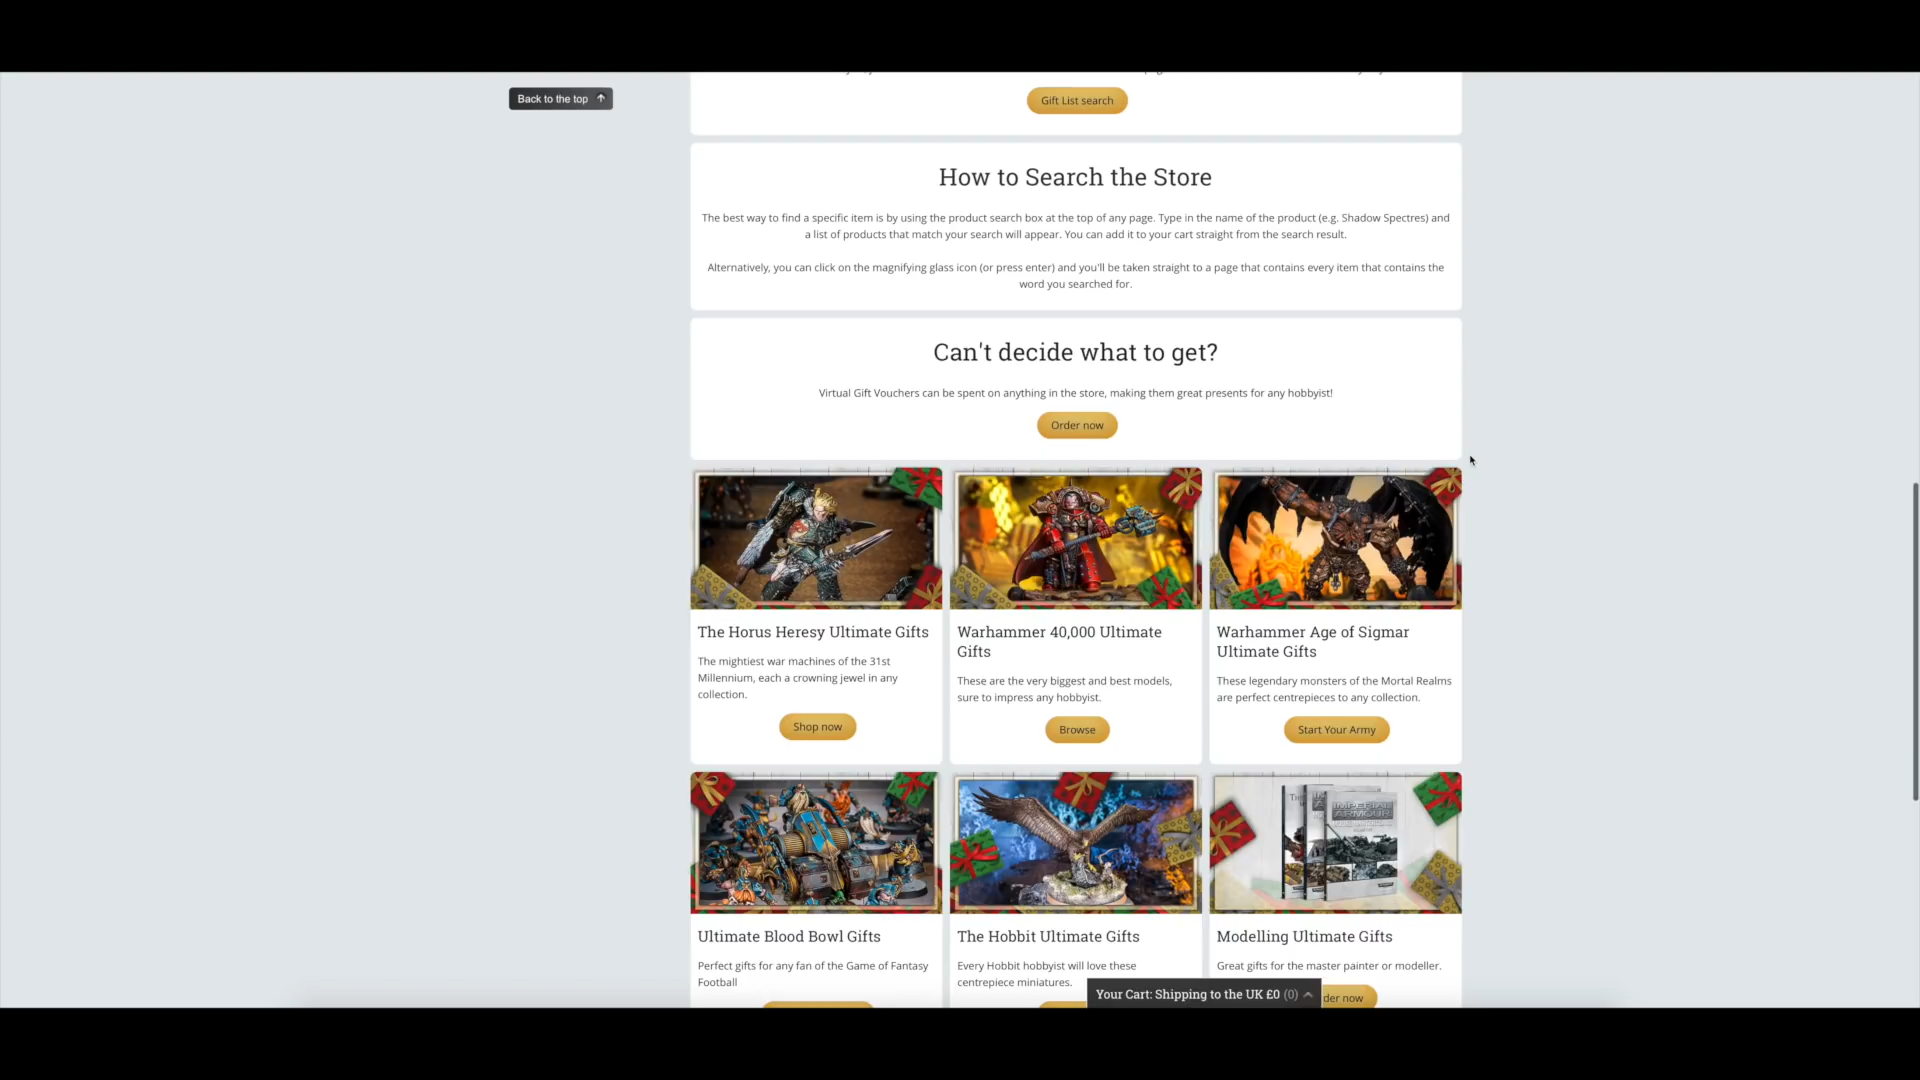 Back to the top
Gift List search
How to Search the Store
The best way to find a specific item is by using the product search box at the top of any page. Type in the name of the product (e.g. Shadow Spectres) and
a list of products that match your search will appear. You can add it to your cart straight from the search result.
Alternatively, you can click on the magnifying glass icon (or press enter) and you'll be taken straight to a page that contains every item that contains the
word you searched for.
Can't decide what to get?
Virtual Gift Vouchers can be spent on anything in the store, making them great presents for any hobbyist!
Order now
The Horus Heresy Ultimate Gifts
The mightiest war machines of the 31st
Millennium, each a crowning jewel in any
collection.
Shop now
Warhammer 40,000 Ultimate
Gifts
These are the very biggest and best models,
sure to impress any hobbyist.
Browse
Warhammer Age of Sigmar
Ultimate Gifts
These legendary monsters of the Mortal Realms
are perfect centrepieces to any collection.
Start Your Army
IMPERIAL
ARMOUR
Ultimate Blood Bowl Gifts
Perfect gifts for any fan of the Game of Fantasy
Football
The Hobbit Ultimate Gifts
Every Hobbit hobbyist will love these
centrepiece miniatures.
Modelling Ultimate Gifts
Great gifts for the master painter or modeller.
der now
Your Cart: Shipping to the UK £0 (0)